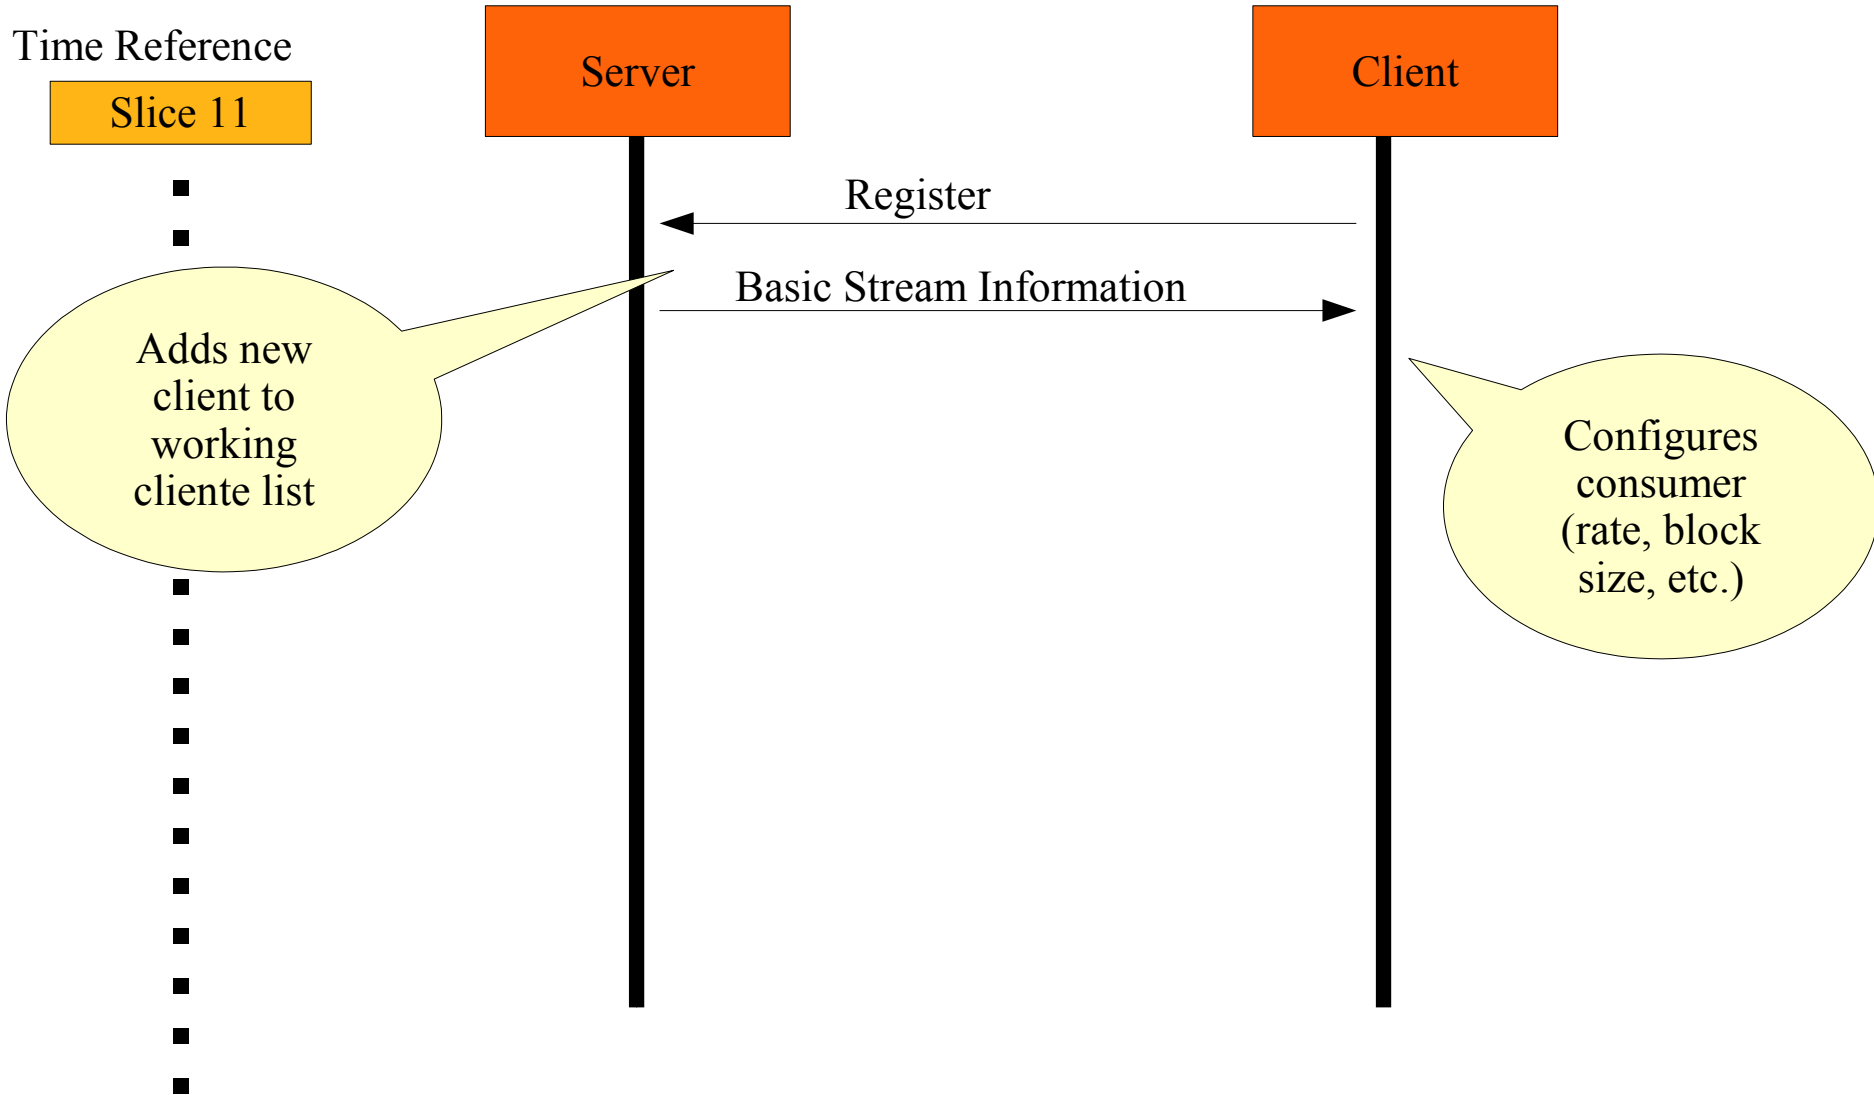 Time Reference
Slice 11
Server
Client
Register
Basic Stream Information
Adds new
client to
working
cliente list
Configures
consumer
(rate, block
size, etc.)